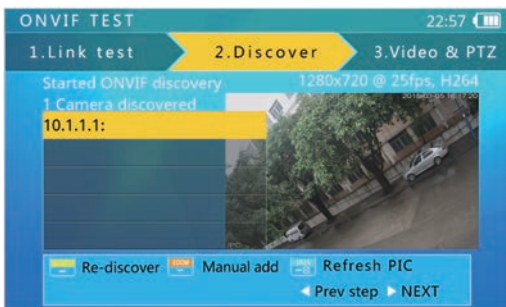 ONVIF TEST 22:57
1.Link test 2.Discover 3.Video & PTZ
Started ONVIF discovery 1280x720 @ 25fps, H264
1 Camera discovered
10.1.1.1:
IPC
ZOOM
Re-discover Manual add Refresh PIC
Prev step NEXT